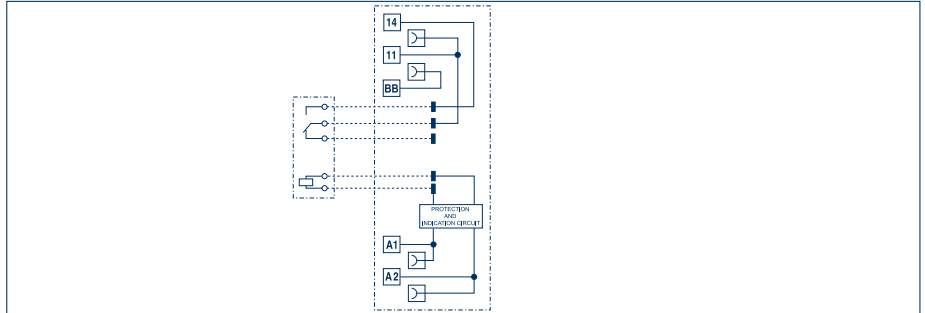 14
11
BB
PROTECTION
AND
INDICATION CIRCUIT
A1
A2